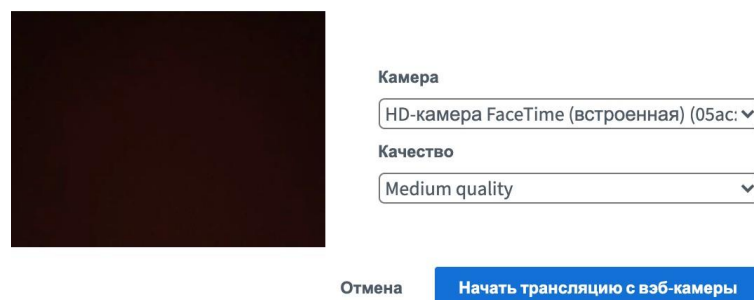 Камера
HD-камера FaceTime (встроенная) (05ac:
Качество
Medium quality
Отмена
Начать трансляцию с вэб-камеры